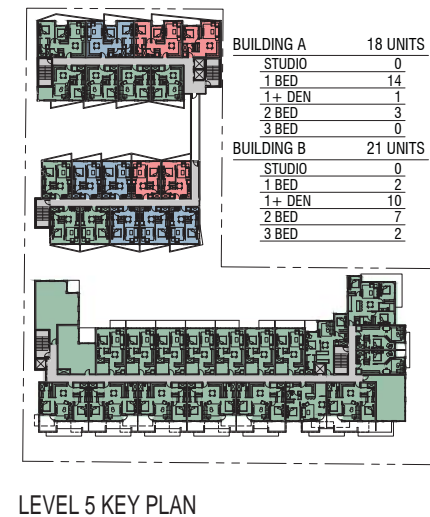 BUILDING A 18 UNITS
STUDIO 0
1 BED 14
1+ DEN 1
2 BED 3
3 BED 0
BUILDING B 21 UNITS
STUDIO 0
1 BED 2
1+ DEN 10
2 BED 7
3 BED 2
LEVEL 5 KEY PLAN